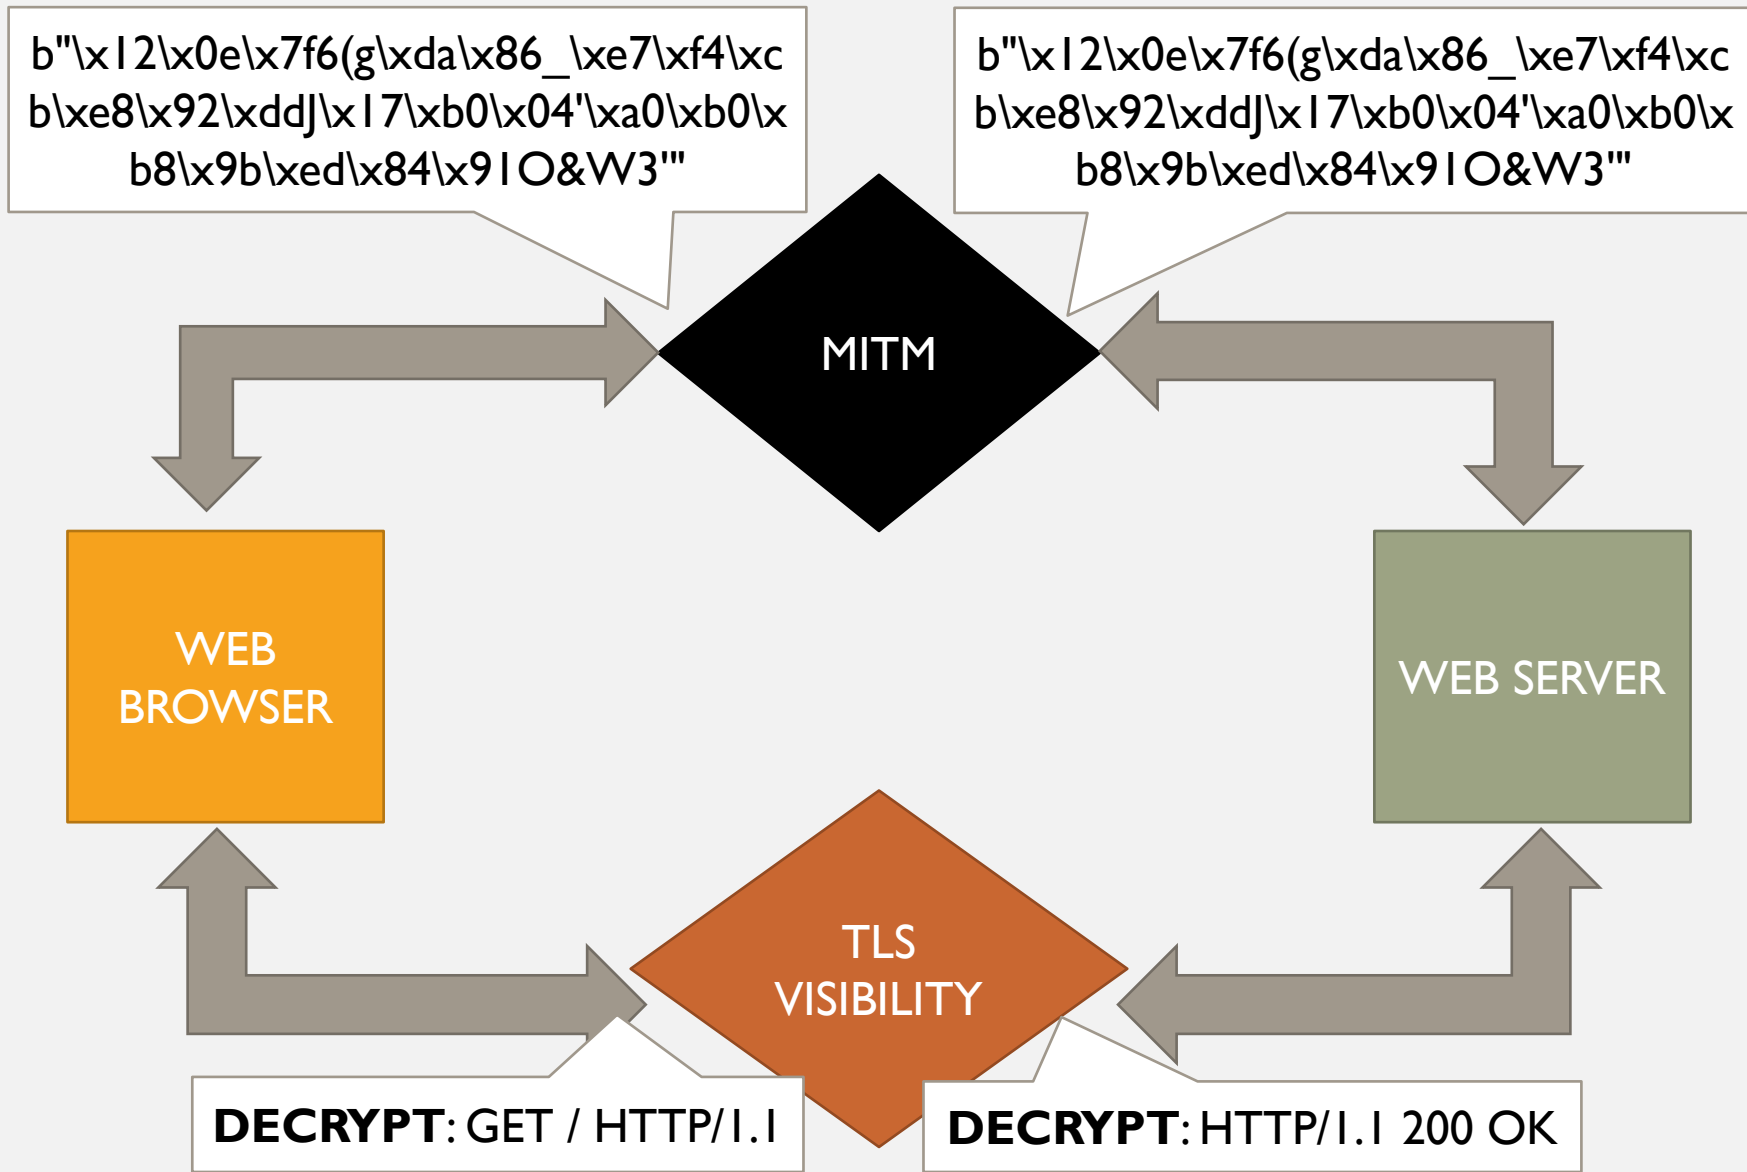 b"\x12\x0e\x7f6(g\xda\x86_\xe7\xf4\xc
b\xe8\x92\xddJ\x17\xb0\x04'\xa0\xb0\x
b8\x9b\xed\x84\x91O&W3'"
b"\x12\x0e\x7f6(g\xda\x86_\xe7\xf4\xc
b\xe8\x92\xddJ\x17\xb0\x04'\xa0\xb0\x
b8\x9b\xed\x84\x91O&W3'"
MITM
WEB
BROWSER
WEB SERVER
TLS
VISIBILITY
DECRYPT: GET / HTTP/1.1
DECRYPT: HTTP/1.1 200 OK